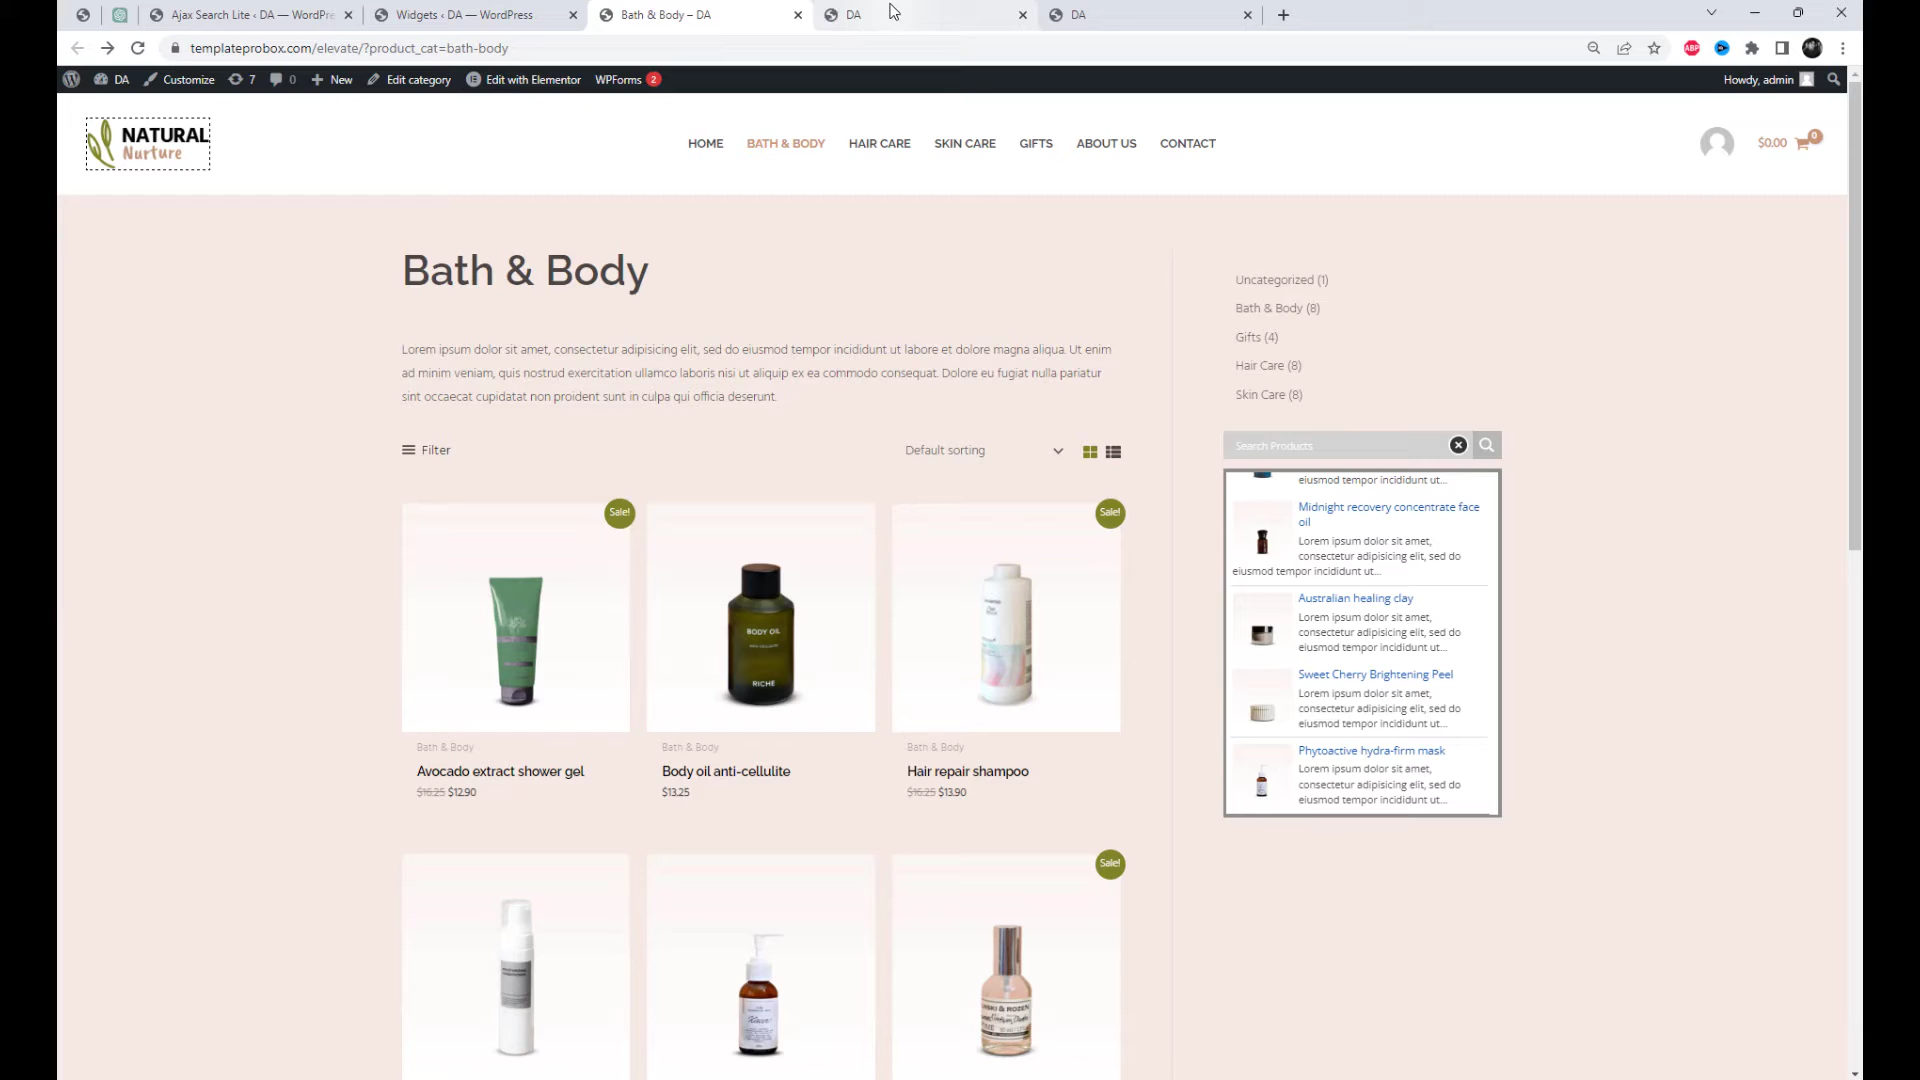 Ajax Search Lite ‹ DA — WordPre
Widgets ‹ DA — WordPress
Bath & Body – DA
DA
DA
templateprobox.com/elevate/?product_cat=bath-body
ABP
DA
Customize
7
0
New
Edit category
Edit with Elementor
WPForms 2
Howdy, admin
NATURAL
Nurture
HOME
BATH & BODY
HAIR CARE
SKIN CARE
GIFTS
ABOUT US
CONTACT
$0.00
0
Bath & Body
Lorem ipsum dolor sit amet, consectetur adipisicing elit, sed do eiusmod tempor incididunt ut labore et dolore magna aliqua. Ut enim
ad minim veniam, quis nostrud exercitation ullamco laboris nisi ut aliquip ex ea commodo consequat. Dolore eu fugiat nulla pariatur
sint occaecat cupidatat non proident sunt in culpa qui officia deserunt.
Filter
Default sorting
Sale!
BODY OIL
RICHE
Sale!
Bath & Body
Avocado extract shower gel
$16.25 $12.90
Bath & Body
Body oil anti-cellulite
$13.25
Bath & Body
Hair repair shampoo
$16.25 $13.90
Sale!
Uncategorized (1)
Bath & Body (8)
Gifts (4)
Hair Care (8)
Skin Care (8)
Search Products
eiusmod tempor incididunt ut...
Midnight recovery concentrate face
oil
Lorem ipsum dolor sit amet,
consectetur adipisicing elit, sed do
eiusmod tempor incididunt ut...
Australian healing clay
Lorem ipsum dolor sit amet,
consectetur adipisicing elit, sed do
eiusmod tempor incididunt ut...
Sweet Cherry Brightening Peel
Lorem ipsum dolor sit amet,
consectetur adipisicing elit, sed do
eiusmod tempor incididunt ut...
Phytoactive hydra-firm mask
Lorem ipsum dolor sit amet,
consectetur adipisicing elit, sed do
eiusmod tempor incididunt ut...